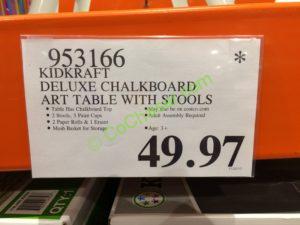 953166 *
KIDKRAFT
DELUXE CHALKBOARD
ART TABLE WITH STOOLS
• Table Has Chalkboard Top
• 2 Stools, 3 Paint Cups
• 2 Paper Rolls & 1 Eraser
• Mesh Basket for Storage
• May also be on costco.com
• Adult Assembly Required
• Age: 3+
49.97
QTY:1